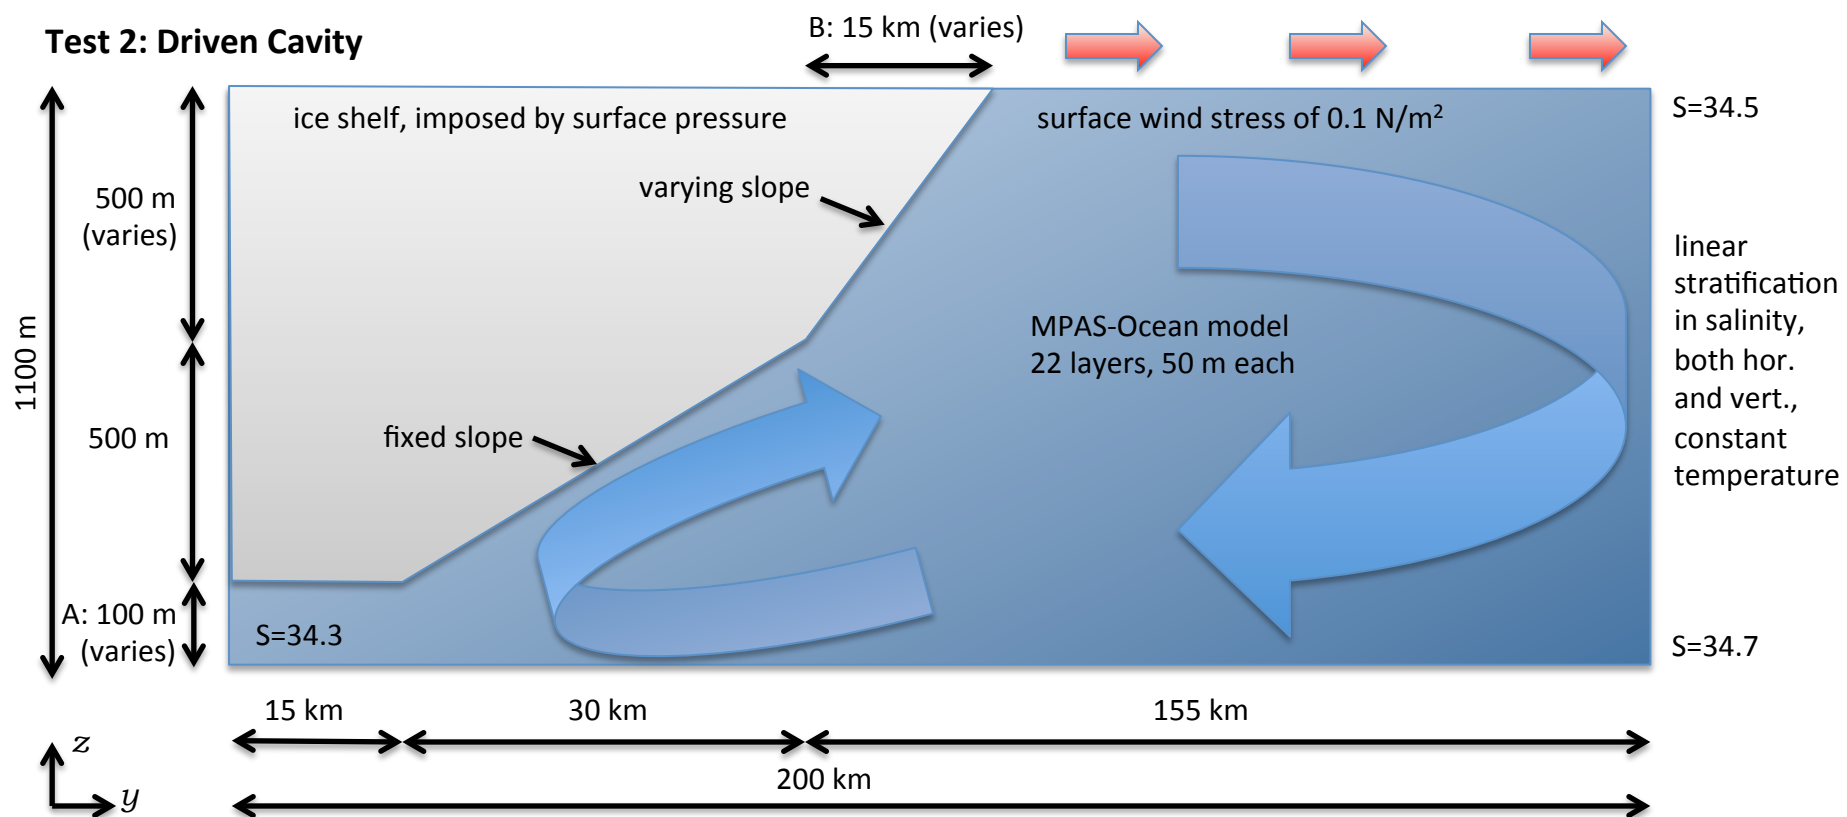 Test 2: Driven Cavity
B: 15 km (varies)
ice shelf, imposed by surface pressure
surface wind stress of 0.1 N/m²
S=34.5
varying slope
500 m
(varies)
linear
stratification
in salinity,
both hor.
and vert.,
constant
temperature
MPAS-Ocean model
22 layers, 50 m each
1100 m
500 m
fixed slope
A: 100 m
(varies)
S=34.3
S=34.7
15 km
30 km
155 km
200 km
z
y